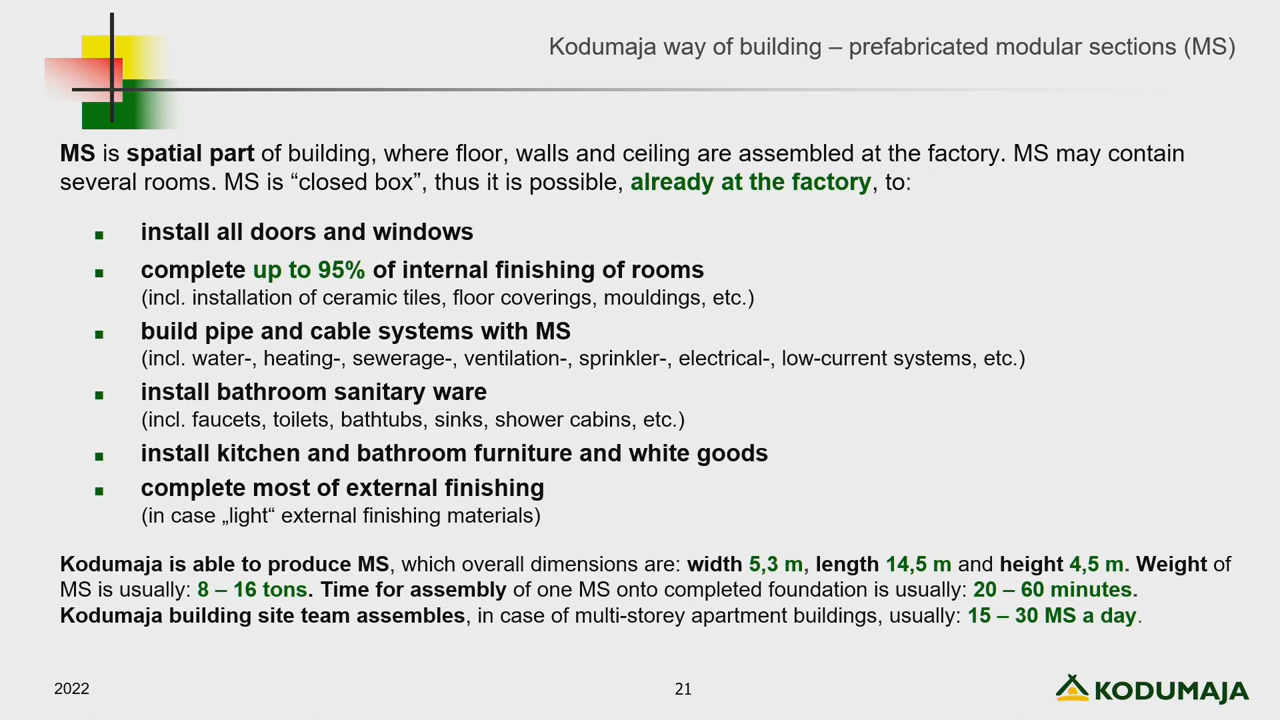 Kodumaja way of building – prefabricated modular sections (MS)
MS is spatial part of building, where floor, walls and ceiling are assembled at the factory. MS may contain
several rooms. MS is “closed box”, thus it is possible, already at the factory, to:
install all doors and windows
complete up to 95% of internal finishing of rooms
(incl. installation of ceramic tiles, floor coverings, mouldings, etc.)
build pipe and cable systems with MS
(incl. water-, heating-, sewerage-, ventilation-, sprinkler-, electrical-, low-current systems, etc.)
install bathroom sanitary ware
(incl. faucets, toilets, bathtubs, sinks, shower cabins, etc.)
install kitchen and bathroom furniture and white goods
complete most of external finishing
(in case „light“ external finishing materials)
Kodumaja is able to produce MS, which overall dimensions are: width 5,3 m, length 14,5 m and height 4,5 m. Weight of
MS is usually: 8 – 16 tons. Time for assembly of one MS onto completed foundation is usually: 20 – 60 minutes.
Kodumaja building site team assembles, in case of multi-storey apartment buildings, usually: 15 – 30 MS a day.
2022
21
KODUMAJA